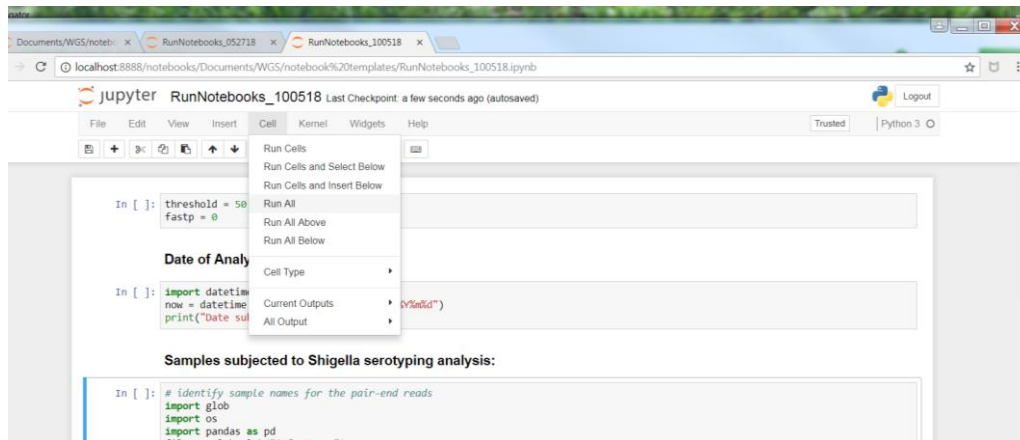 Documents/WGS/noteb
RunNotebooks_052718
RunNotebooks_100518
localhost:8888/notebooks/Documents/WGS/notebook%20templates/RunNotebooks_100518.ipynb
jupyter RunNotebooks_100518 Last Checkpoint: a few seconds ago (autosaved)
Logout
File Edit View Insert Cell Kernel Widgets Help
Trusted Python 3
Run Cells
Run Cells and Select Below
Run Cells and Insert Below
Run All
Run All Above
Run All Below
Cell Type
Current Outputs
All Output
In [ ]: threshold = 50
fastp = 0
Date of Analy
In [ ]: import datetim
now = datetime %Y%m%d")
print("Date su
Samples subjected to Shigella serotyping analysis:
In [ ]: # identify sample names for the pair-end reads
import glob
import os
import pandas as pd